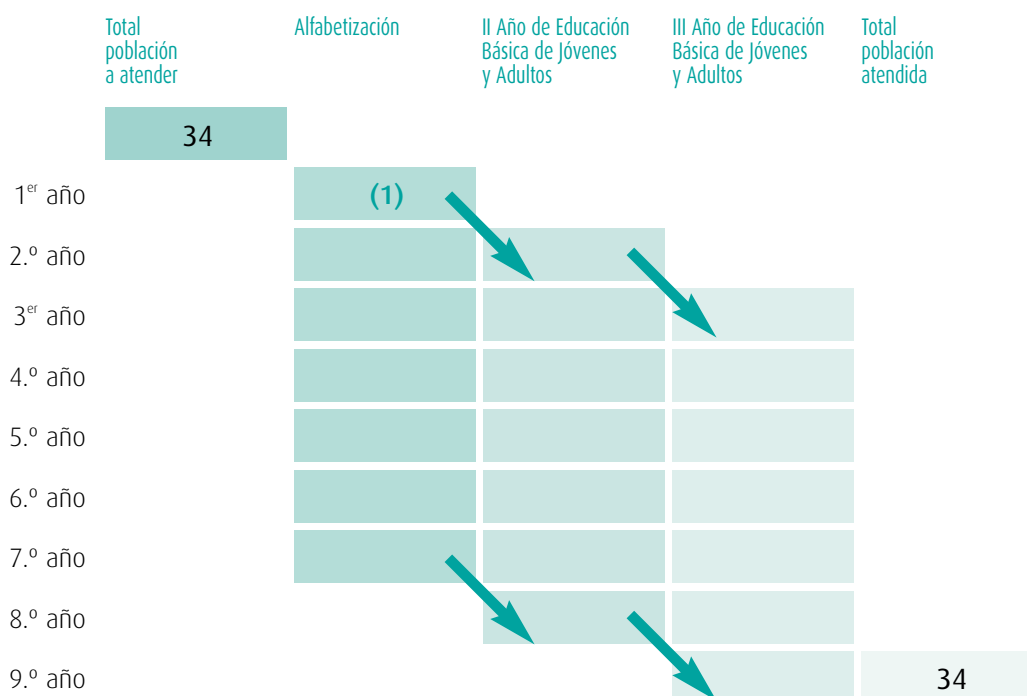 Total
población
a atender
Alfabetización
II Año de Educación
Básica de Jóvenes
y Adultos
III Año de Educación
Básica de Jóvenes
y Adultos
Total
población
atendida
34
1er año
(1)
2.º año
3er año
4.º año
5.º año
6.º año
7.º año
8.º año
9.º año
34